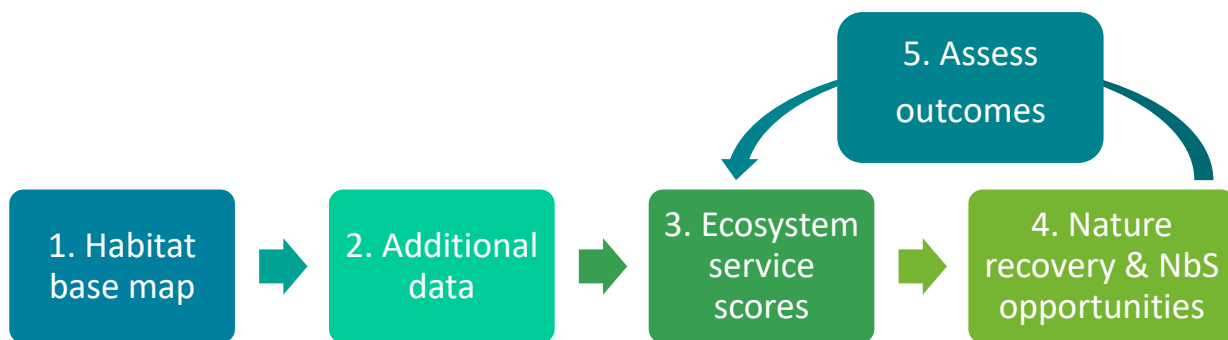 5. Assess
outcomes
1. Habitat
base map
2. Additional
data
3. Ecosystem
service
scores
4. Nature
recovery & NbS
opportunities